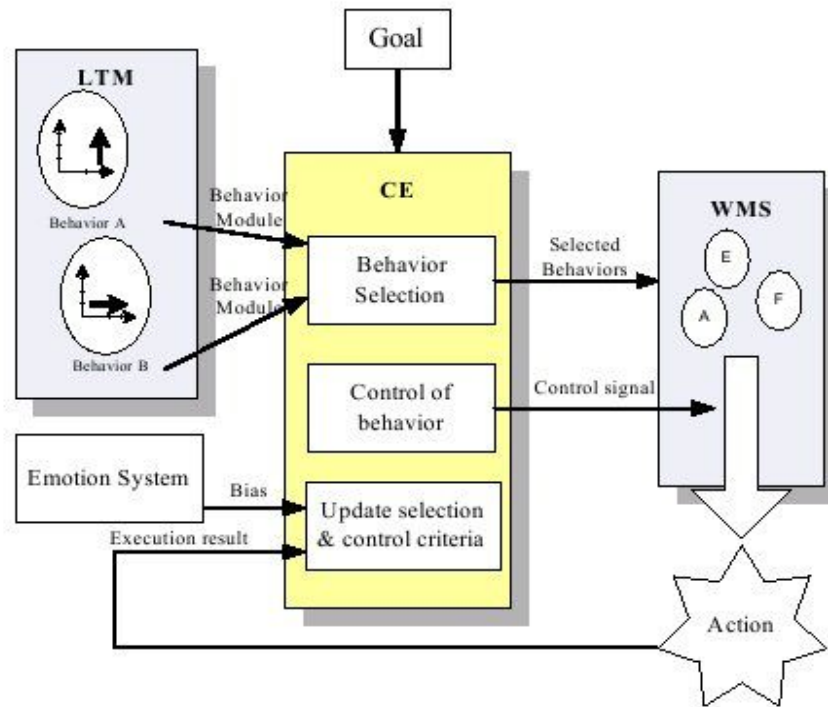 Goal
LTM
Behavior A
Behavior B
Behavior
Module
Behavior
Module
CE
Behavior
Selection
Control of
behavior
Update selection
& control criteria
Selected
Behaviors
Control signal
WMS
E
F
A
Emotion System
Bias
Execution result
Action